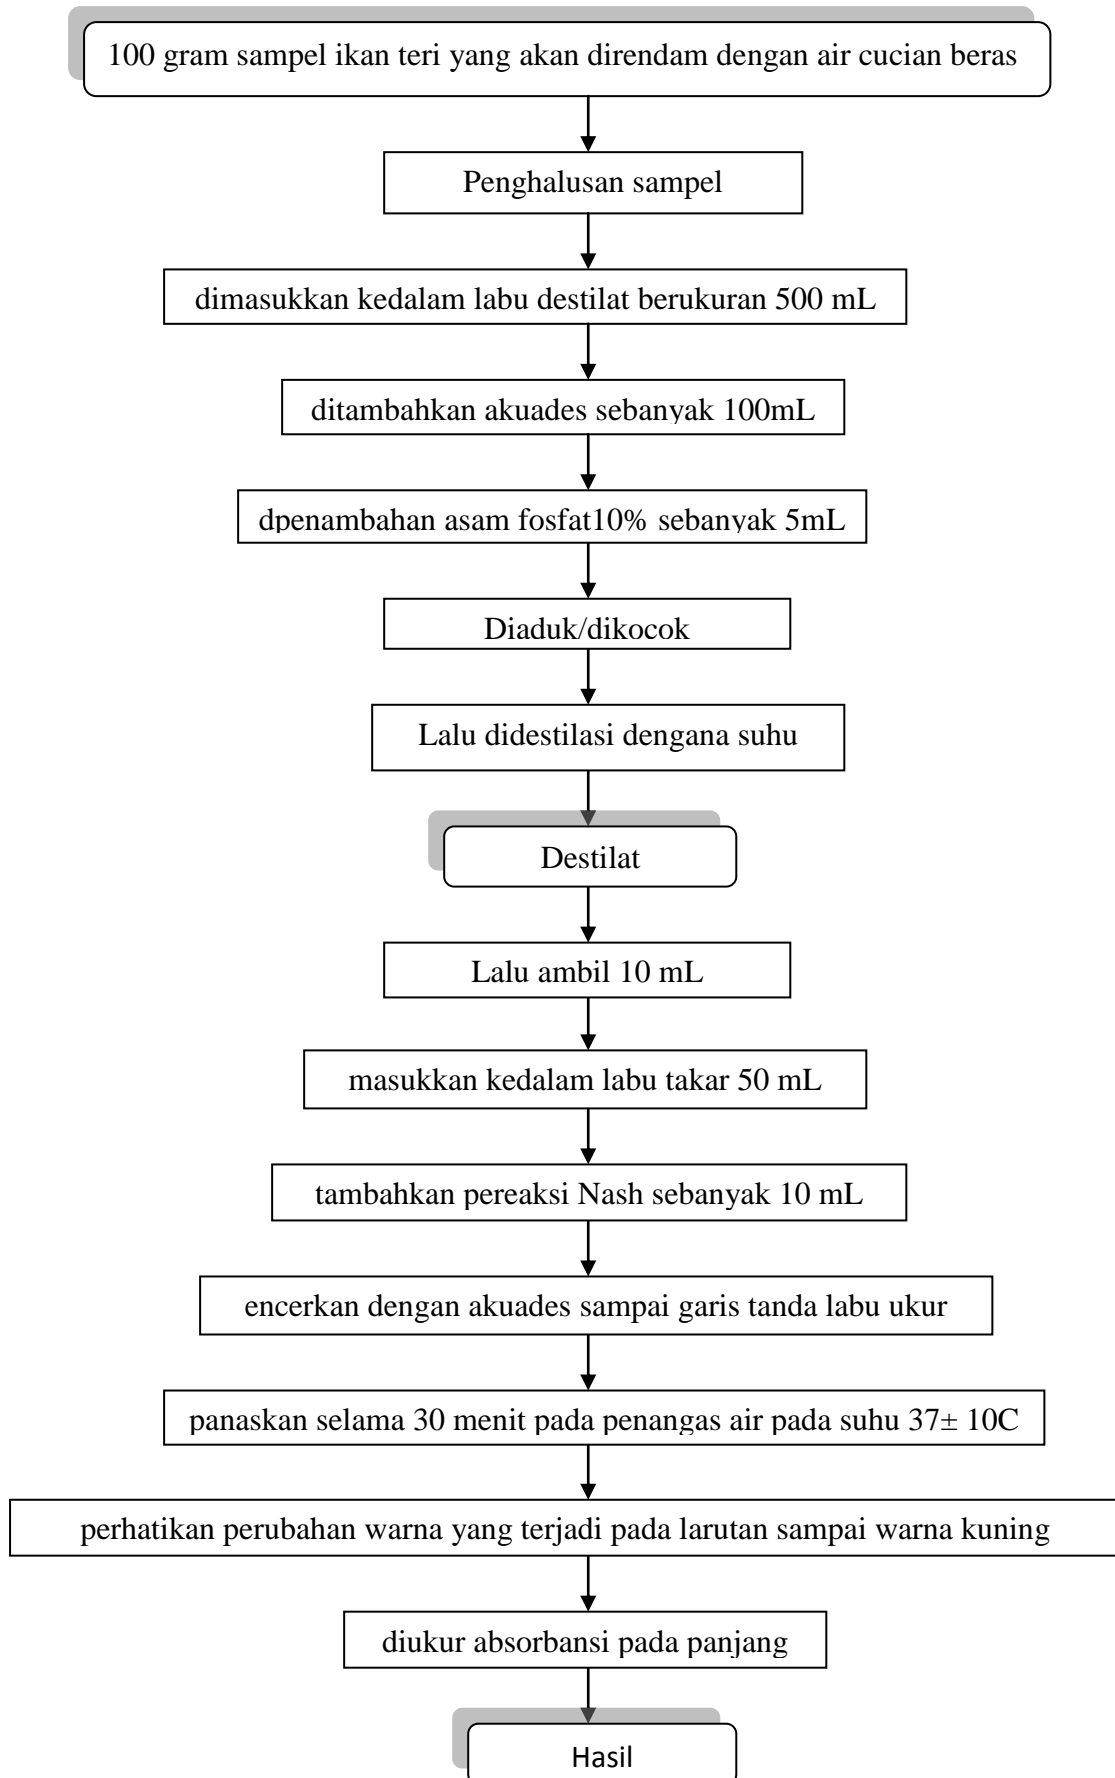 100 gram sampel ikan teri yang akan direndam dengan air cucian beras
Penghalusan sampel
dimasukkan kedalam labu destilat berukuran 500 mL
ditambahkan akuades sebanyak 100mL
dpenambahan asam fosfat10% sebanyak 5mL
Diaduk/dikocok
Lalu didestilasi dengana suhu
Destilat
Lalu ambil 10 mL
masukkan kedalam labu takar 50 mL
tambahkan pereaksi Nash sebanyak 10 mL
encerkan dengan akuades sampai garis tanda labu ukur
panaskan selama 30 menit pada penangas air pada suhu 37± 10C
perhatikan perubahan warna yang terjadi pada larutan sampai warna kuning
diukur absorbansi pada panjang
Hasil